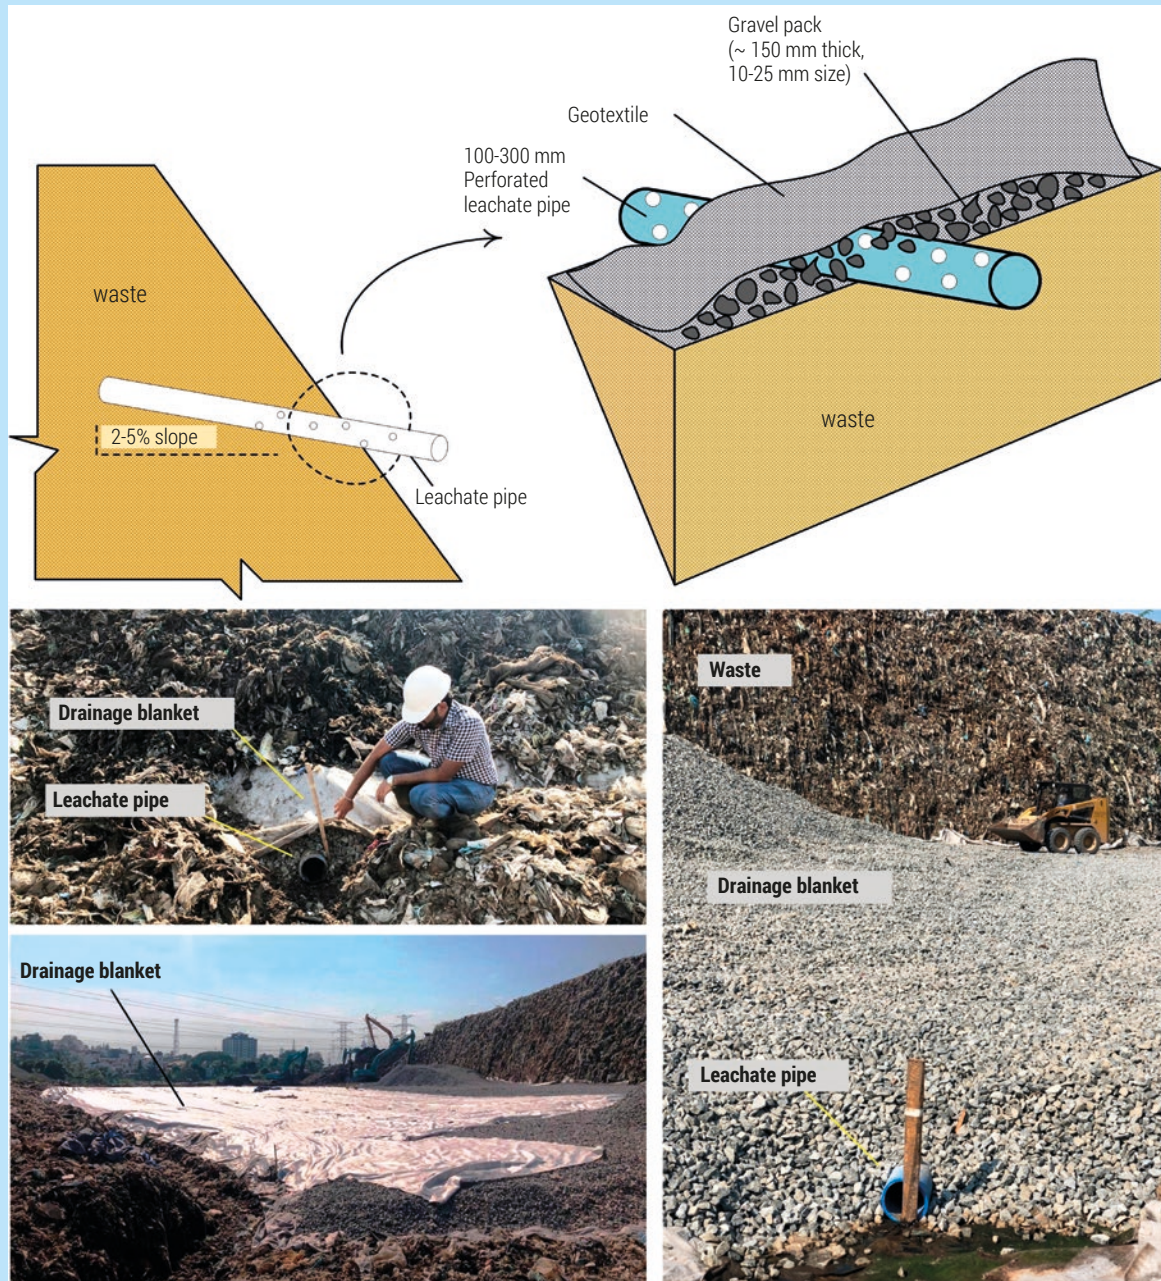 Gravel pack
(~ 150 mm thick,
10-25 mm size)
Geotextile
100-300 mm
Perforated
leachate pipe
waste
2-5% slope
Leachate pipe
waste
Drainage blanket
Leachate pipe
Waste
Drainage blanket
Leachate pipe
Drainage blanket